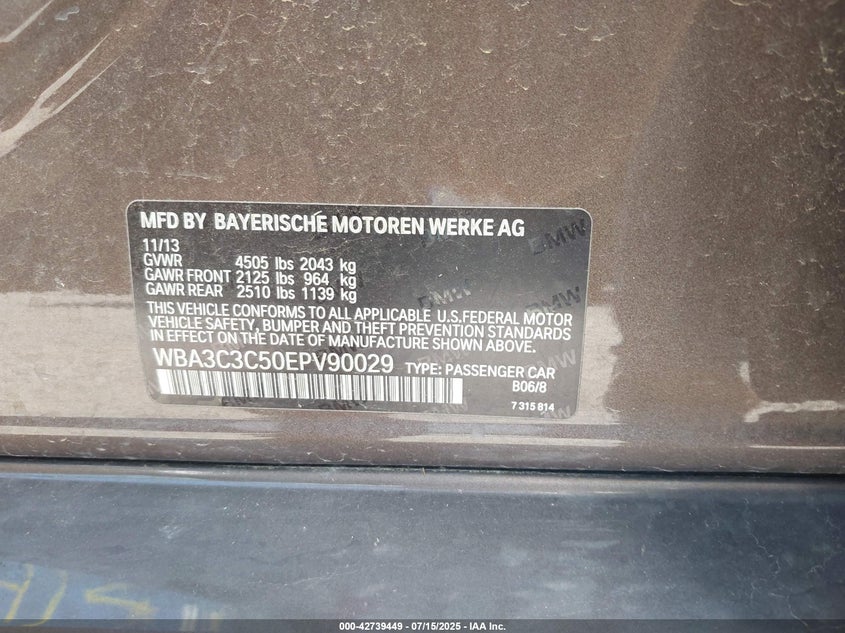 MFD BY BAYERISCHE MOTOREN WERKE AG
11/13
GVWR 4505 lbs 2043 kg
GAWR FRONT 2125 lbs 964 kg
GAWR REAR 2510 lbs 1139 kg
THIS VEHICLE CONFORMS TO ALL APPLICABLE U.S.FEDERAL MOTOR
VEHICLE SAFETY, BUMPER AND THEFT PREVENTION STANDARDS
IN EFFECT ON THE DATE OF MANUFACTURE SHOWN ABOVE.
WBA3C3C50EPV90029 TYPE: PASSENGER CAR
B06/8
7 315 814
BMW
BMW
BMW
000-42739449 | 07/15/2025 | IAA Inc.